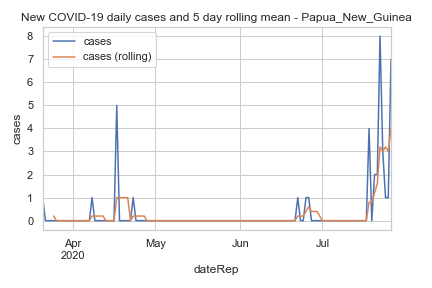 New COVID-19 daily cases and 5 day rolling mean - Papua_New_Guinea
cases
cases (rolling)
8
7
6
5
4
3
2
1
0
cases
Apr
2020
May
Jun
Jul
dateRep